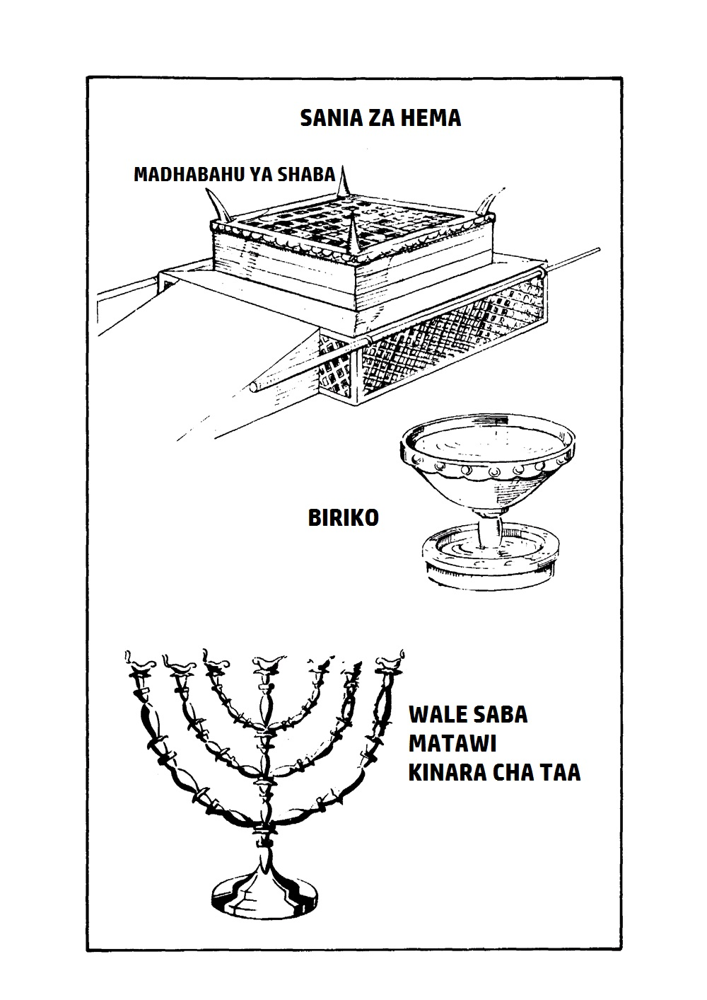 SANIA ZA HEMA
MADHABAHU YA SHABA
BIRIKO
WALE SABA
MATAWI
KINARA CHA TAA